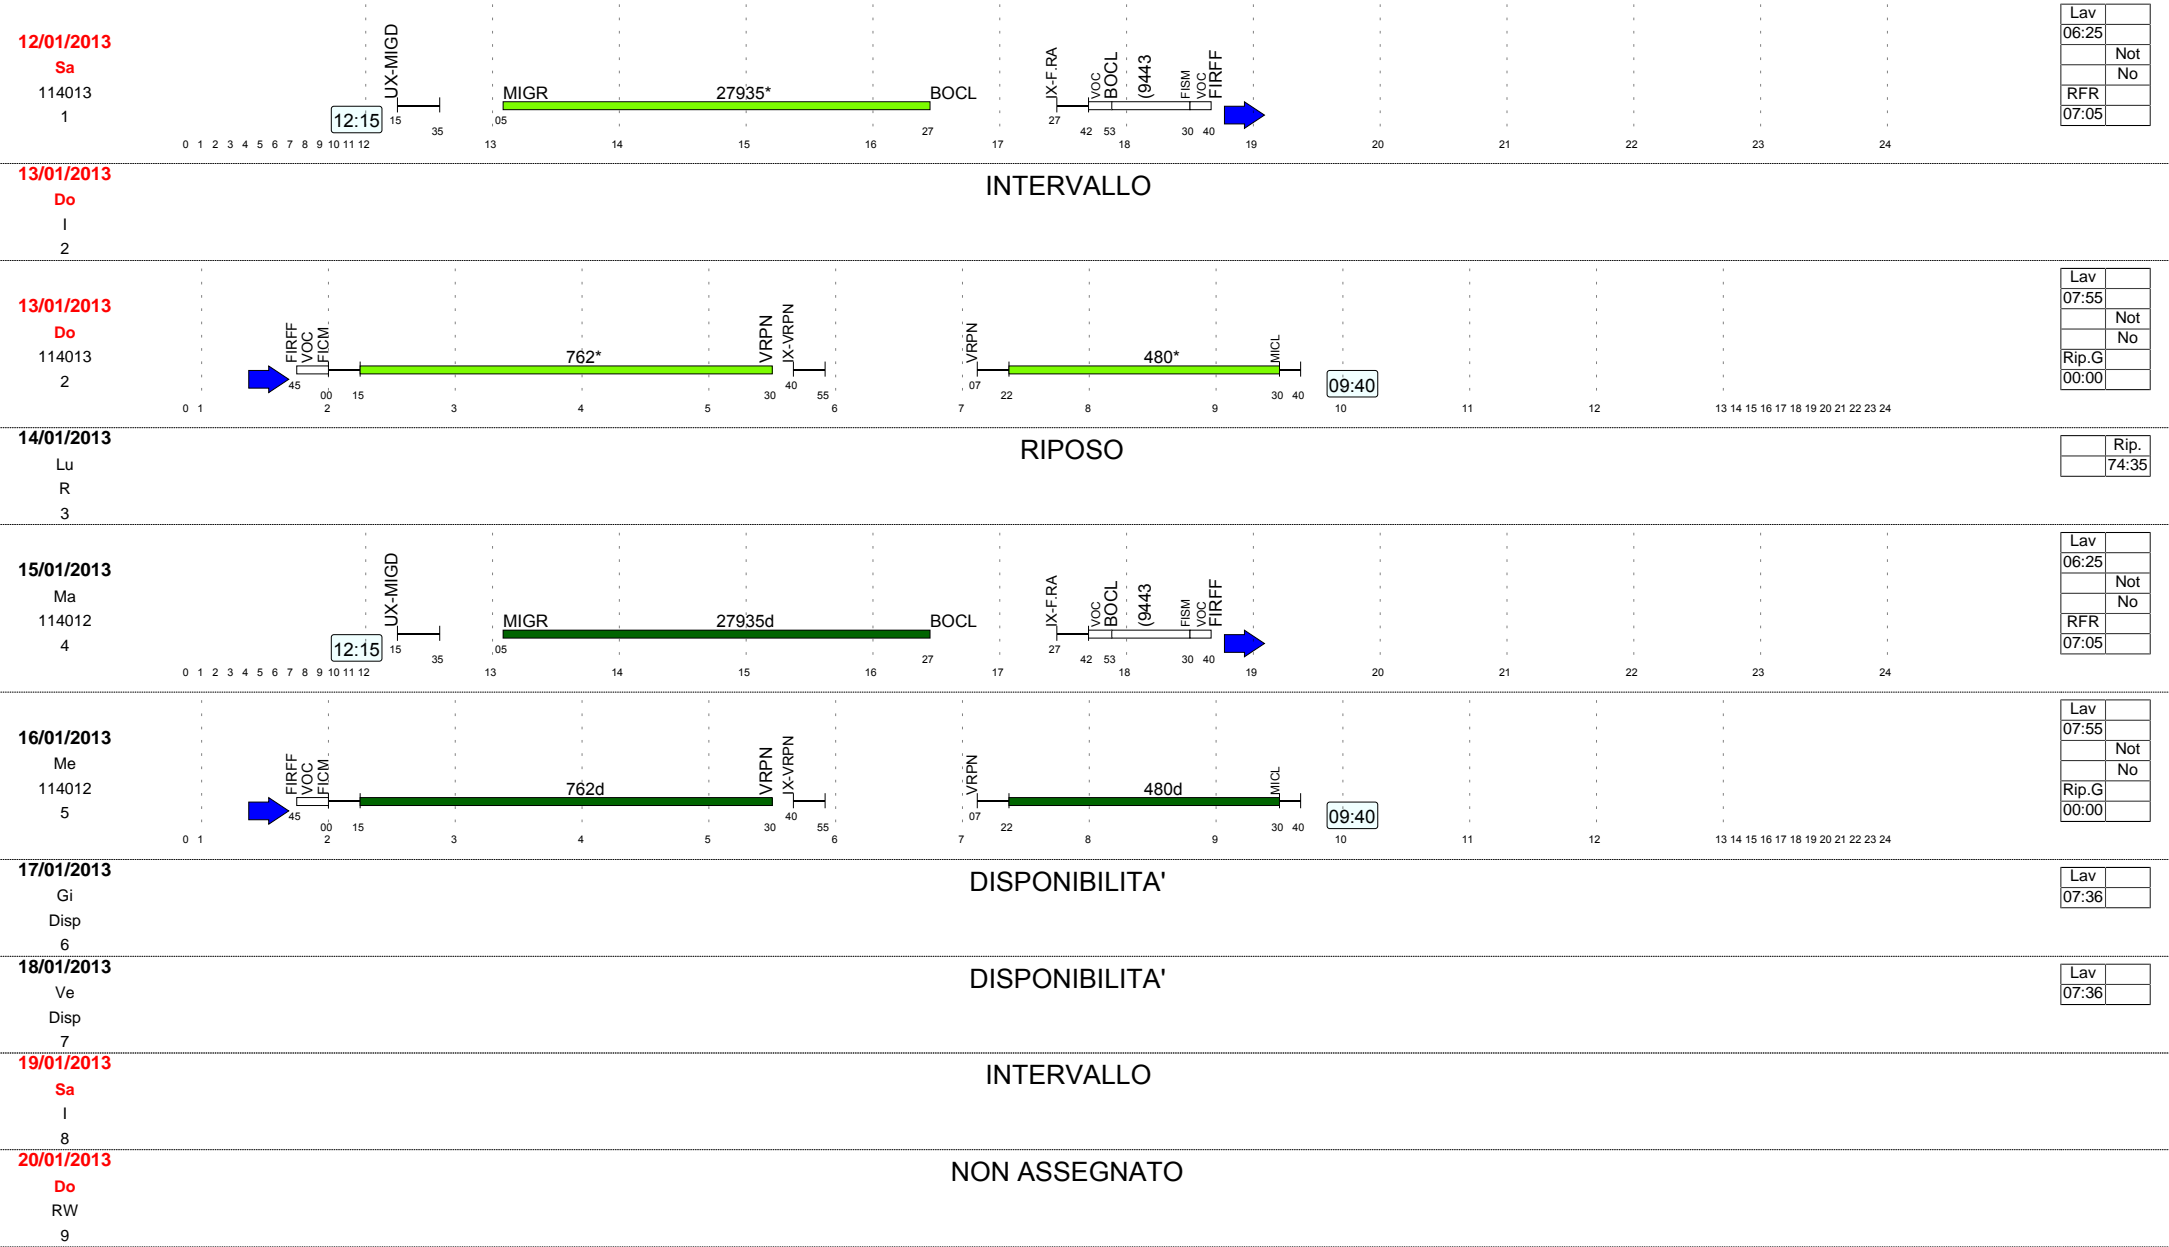 12/01/2013
Sa
114013
1
12:15
UX-MIGD
15 35
MIGR 27935* BOCL
05 27
IX-F.RA VOC BOCL (9443 FISM VOC FIRFF
27 42 53 30 40
0 1 2 3 4 5 6 7 8 9 10 11 12 13 14 15 16 17 18 19 20 21 22 23 24
Lav
06:25
Not
No
RFR
07:05
13/01/2013
Do
I
2
INTERVALLO
13/01/2013
Do
114013
2
FIRFF VOC FICM 762* VRPN IX-VRPN VRPN 480* MICL
45 00 15 30 40 55 07 22 30 40
09:40
0 1 2 3 4 5 6 7 8 9 10 11 12 13 14 15 16 17 18 19 20 21 22 23 24
Lav
07:55
Not
No
Rip.G
00:00
14/01/2013
Lu
R
3
RIPOSO
Rip.
74:35
15/01/2013
Ma
114012
4
12:15
UX-MIGD
15 35
MIGR 27935d BOCL
05 27
IX-F.RA VOC BOCL (9443 FISM VOC FIRFF
27 42 53 30 40
0 1 2 3 4 5 6 7 8 9 10 11 12 13 14 15 16 17 18 19 20 21 22 23 24
Lav
06:25
Not
No
RFR
07:05
16/01/2013
Me
114012
5
FIRFF VOC FICM 762d VRPN IX-VRPN VRPN 480d MICL
45 00 15 30 40 55 07 22 30 40
09:40
0 1 2 3 4 5 6 7 8 9 10 11 12 13 14 15 16 17 18 19 20 21 22 23 24
Lav
07:55
Not
No
Rip.G
00:00
17/01/2013
Gi
Disp
6
DISPONIBILITA'
Lav
07:36
18/01/2013
Ve
Disp
7
DISPONIBILITA'
Lav
07:36
19/01/2013
Sa
I
8
INTERVALLO
20/01/2013
Do
RW
9
NON ASSEGNATO